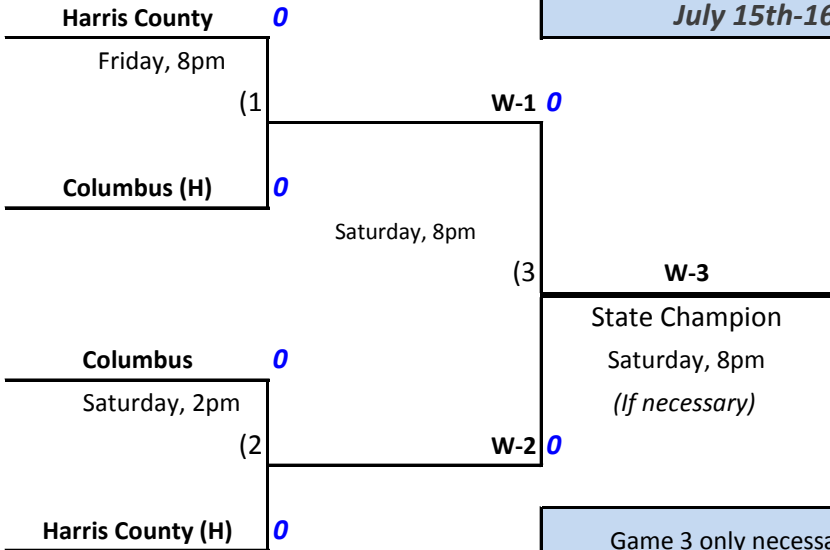 Harris County 0
July 15th-16
Friday, 8pm
(1
W-1 0
Columbus (H) 0
Saturday, 8pm
(3
W-3
State Champion
Columbus 0
Saturday, 8pm
Saturday, 2pm
(If necessary)
(2
W-2 0
Harris County (H) 0
Game 3 only necessa